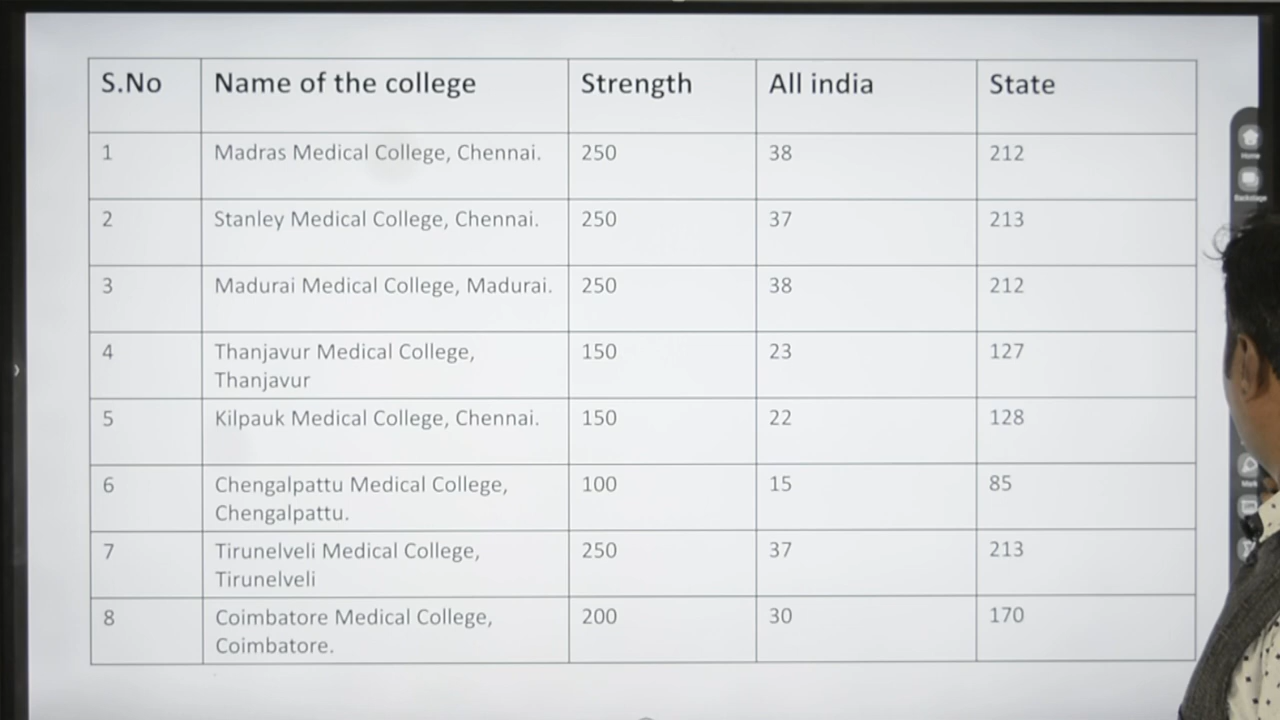 S.No Name of the college Strength All india State
1 Madras Medical College, Chennai. 250 38 212
2 Stanley Medical College, Chennai. 250 37 213
3 Madurai Medical College, Madurai. 250 38 212
4 Thanjavur Medical College, 150 23 127
Thanjavur
5 Kilpauk Medical College, Chennai. 150 22 128
6 Chengalpattu Medical College, 100 15 85
Chengalpattu.
7 Tirunelveli Medical College, 250 37 213
Tirunelveli
8 Coimbatore Medical College, 200 30 170
Coimbatore.
Home
Backstage
Mark